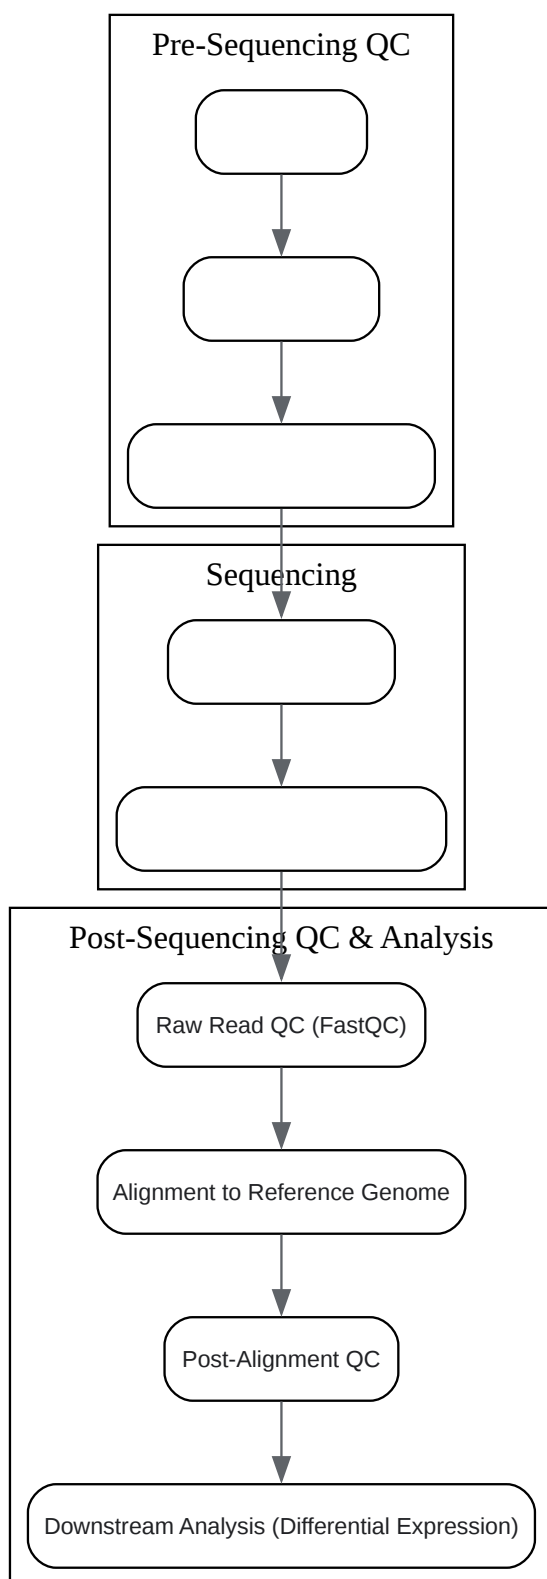 Pre-Sequencing QC
Sequencing
Post-Sequencing QC & Analysis
Raw Read QC (FastQC)
Alignment to Reference Genome
Post-Alignment QC
Downstream Analysis (Differential Expression)